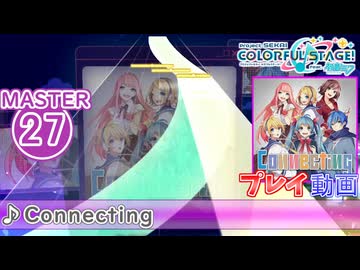 Project SEKAI
COLORFUL STAGE!
feat.初音ミク
MASTER
27
Connecting
プレイ動画
♪ Connecting